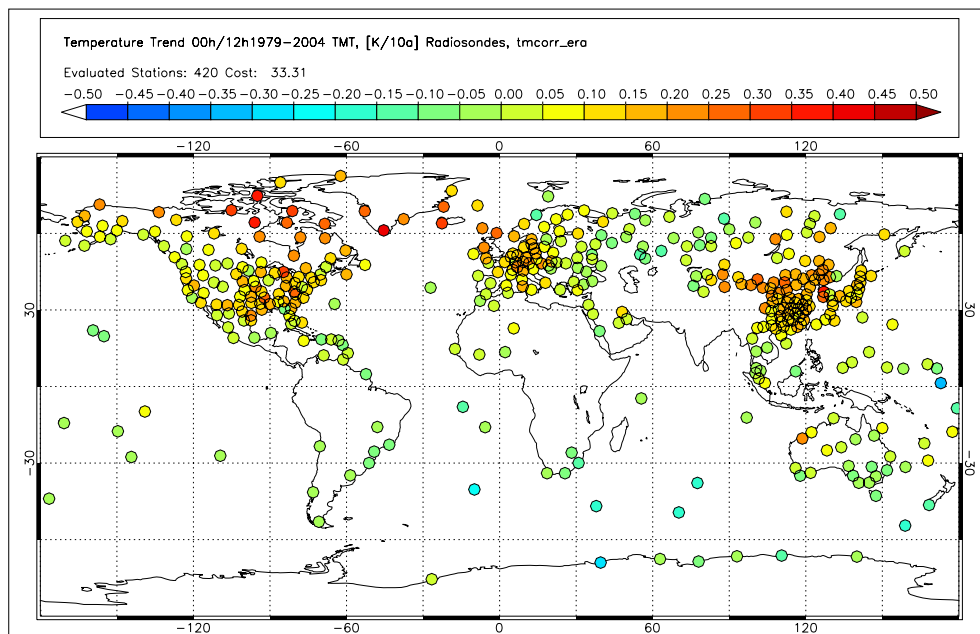 Temperature Trend 00h/12h1979-2004 TMT, [K/10a] Radiosondes, tmcorr_era
Evaluated Stations: 420 Cost: 33.31
-0.50 -0.45 -0.40 -0.35 -0.30 -0.25 -0.20 -0.15 -0.10 -0.05 0.00 0.05 0.10 0.15 0.20 0.25 0.30 0.35 0.40 0.45 0.50
-120 -60 0 60 120
30 30
-30 -30
-120 -60 0 60 120